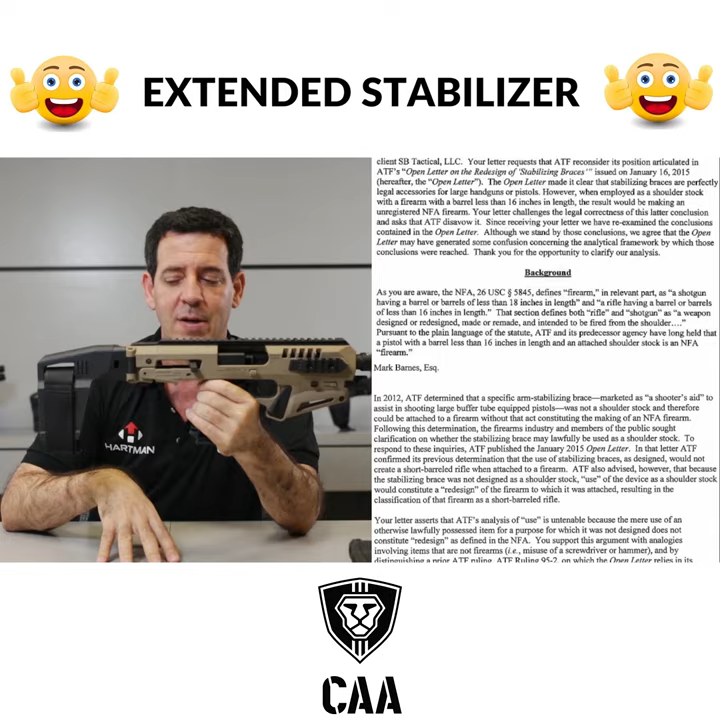 EXTENDED STABILIZER
client SB Tactical, LLC. Your letter requests that ATF reconsider its position articulated in
ATF's "Open Letter on the Redesign of 'Stabilizing Braces'" issued on January 16, 2015
(hereafter, the "Open Letter"). The Open Letter made it clear that stabilizing braces are perfectly
legal accessories for large handguns or pistols. However, when employed as a shoulder stock
with a firearm with a barrel less than 16 inches in length, the result would be making an
unregistered NFA firearm. Your letter challenges the legal correctness of this latter conclusion
and asks that ATF disavow it. Since receiving your letter we have re-examined the conclusions
contained in the Open Letter. Although we stand by those conclusions, we agree that the Open
Letter may have generated some confusion concerning the analytical framework by which those
conclusions were reached. Thank you for the opportunity to clarify our analysis.
Background
As you are aware, the NFA, 26 USC § 5845, defines "firearm," in relevant part, as "a shotgun
having a barrel or barrels of less than 18 inches in length" and "a rifle having a barrel or barrels
of less than 16 inches in length." That section defines both "rifle" and "shotgun" as "a weapon
designed or redesigned, made or remade, and intended to be fired from the shoulder…."
Pursuant to the plain language of the statute, ATF and its predecessor agency have long held that
a pistol with a barrel less than 16 inches in length and an attached shoulder stock is an NFA
"firearm."
Mark Barnes, Esq.
In 2012, ATF determined that a specific arm-stabilizing brace—marketed as "a shooter's aid" to
assist in shooting large buffer tube equipped pistols—was not a shoulder stock and therefore
could be attached to a firearm without that act constituting the making of an NFA firearm.
Following this determination, the firearms industry and members of the public sought
clarification on whether the stabilizing brace may lawfully be used as a shoulder stock. To
respond to these inquiries, ATF published the January 2015 Open Letter. In that letter ATF
confirmed its previous determination that the use of stabilizing braces, as designed, would not
create a short-barreled rifle when attached to a firearm. ATF also advised, however, that because
the stabilizing brace was not designed as a shoulder stock, "use" of the device as a shoulder stock
would constitute a "redesign" of the firearm to which it was attached, resulting in the
classification of that firearm as a short-barreled rifle.
Your letter asserts that ATF's analysis of "use" is untenable because the mere use of an
otherwise lawfully possessed item for a purpose for which it was not designed does not
constitute "redesign" as defined in the NFA. You support this argument with analogies
involving items that are not firearms (i.e., misuse of a screwdriver or hammer), and by
distinguishing a prior ATF ruling, ATF Ruling 95-2, on which the Open Letter relies in its
HARTMAN
CAA